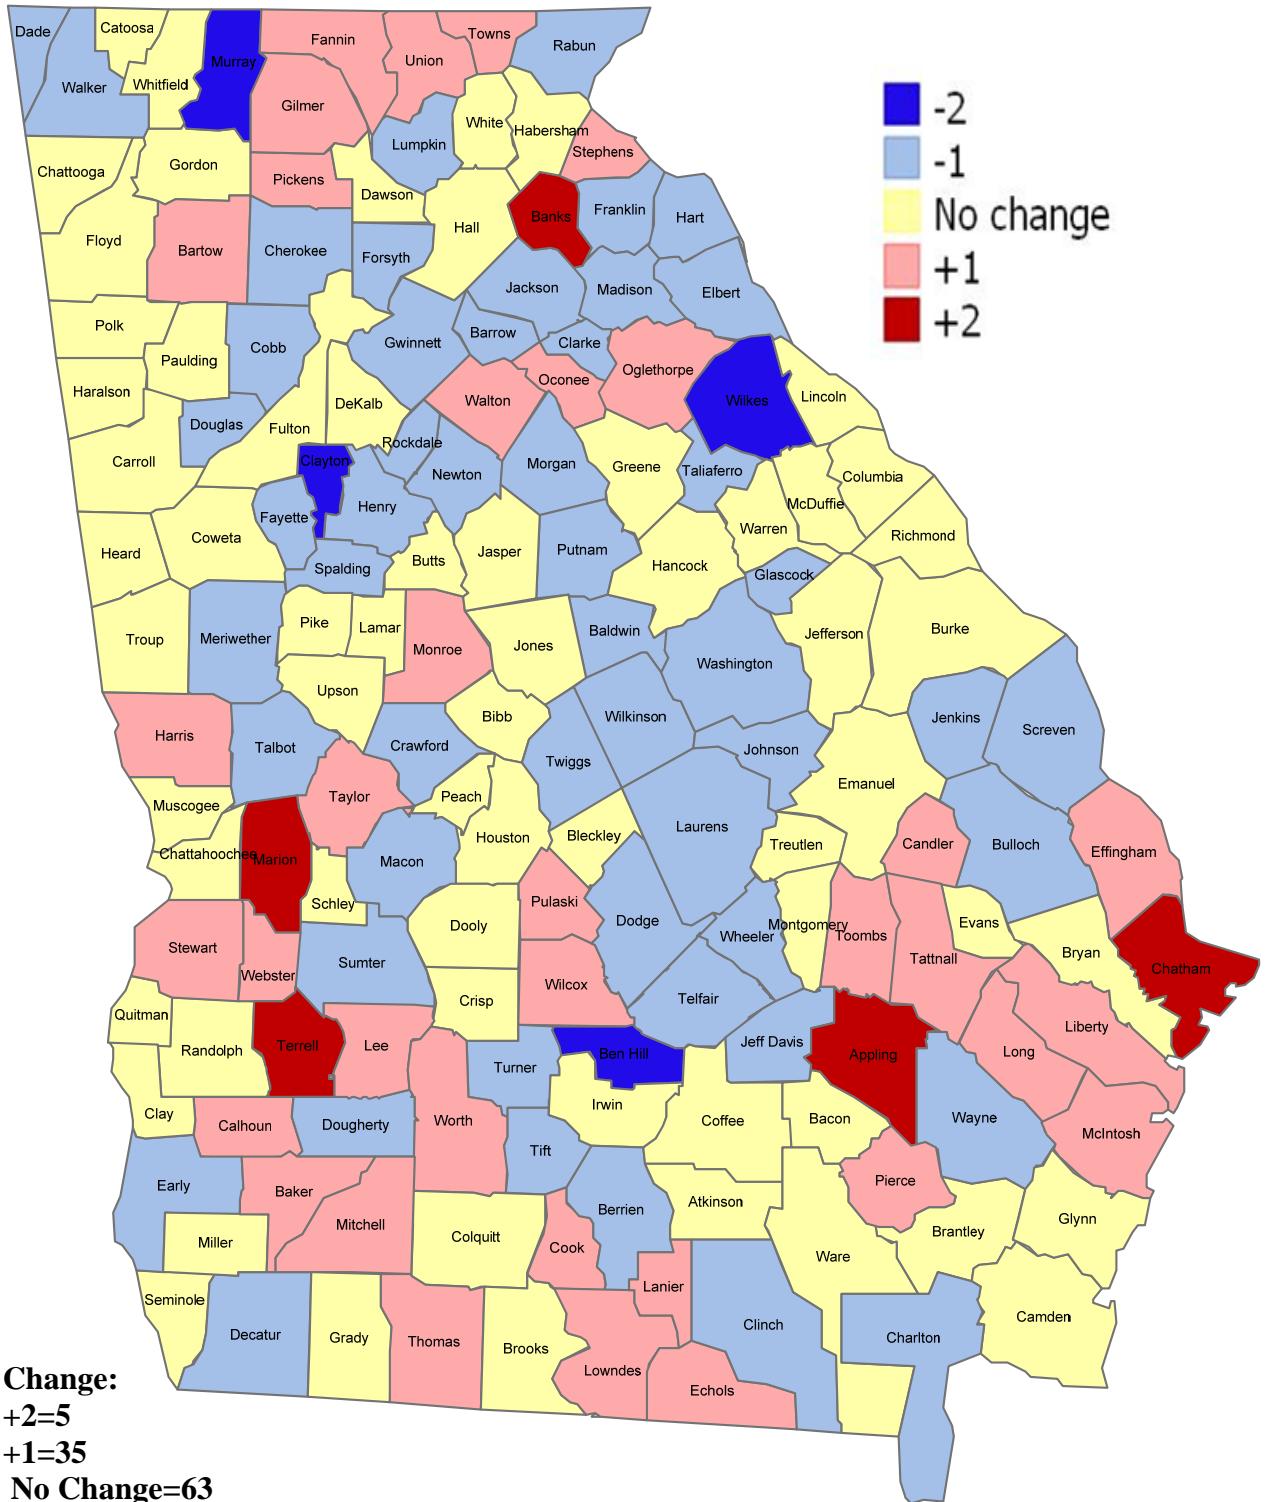 Dade
Catoosa
Murray
Fannin
Towns
Union
Rabun
Walker
Whitfield
Gilmer
White
Habersham
Lumpkin
Stephens
Chattooga
Gordon
Pickens
Dawson
Hall
Banks
Franklin
Hart
Floyd
Bartow
Cherokee
Forsyth
Jackson
Madison
Elbert
Polk
Paulding
Cobb
Gwinnett
Barrow
Clarke
Oconee
Oglethorpe
Haralson
Walton
Wilkes
Lincoln
Douglas
Fulton
DeKalb
Rockdale
Carroll
Clayton
Newton
Morgan
Greene
Taliaferro
Columbia
McDuffie
Fayette
Henry
Warren
Richmond
Heard
Coweta
Spalding
Butts
Jasper
Putnam
Hancock
Glascock
Troup
Meriwether
Pike
Lamar
Monroe
Jones
Baldwin
Washington
Jefferson
Burke
Upson
Harris
Talbot
Crawford
Bibb
Twiggs
Wilkinson
Johnson
Jenkins
Screven
Muscogee
Taylor
Peach
Houston
Bleckley
Laurens
Emanuel
Treutlen
Candler
Bulloch
Effingham
Chattahoochee
Marion
Macon
Schley
Dooly
Pulaski
Dodge
Wheeler
Montgomery
Toombs
Evans
Tattnall
Bryan
Chatham
Stewart
Webster
Sumter
Crisp
Wilcox
Telfair
Quitman
Randolph
Terrell
Lee
Turner
Ben Hill
Jeff Davis
Appling
Long
Liberty
Clay
Calhoun
Dougherty
Worth
Irwin
Tift
Coffee
Bacon
Wayne
McIntosh
Early
Baker
Mitchell
Miller
Colquitt
Cook
Berrien
Atkinson
Pierce
Brantley
Glynn
Ware
Lanier
Seminole
Decatur
Grady
Thomas
Brooks
Lowndes
Echols
Clinch
Charlton
Camden
-2
-1
No change
+1
+2
Change:
+2=5
+1=35
No Change=63